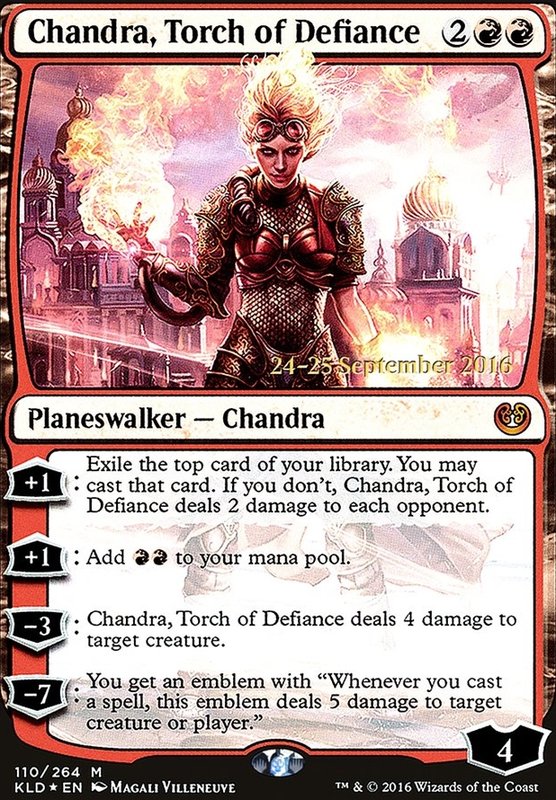 Chandra, Torch of Defiance 2
24-25 September 2016
Planeswalker — Chandra
+1 : Exile the top card of your library. You may
cast that card. If you don't, Chandra, Torch of
Defiance deals 2 damage to each opponent.
+1 : Add to your mana pool.
−3 : Chandra, Torch of Defiance deals 4 damage to
target creature.
−7 : You get an emblem with “Whenever you cast
a spell, this emblem deals 5 damage to target
creature or player.”
4
110/264 M
KLD ★ EN Magali Villeneuve
™ & © 2016 Wizards of the Coast